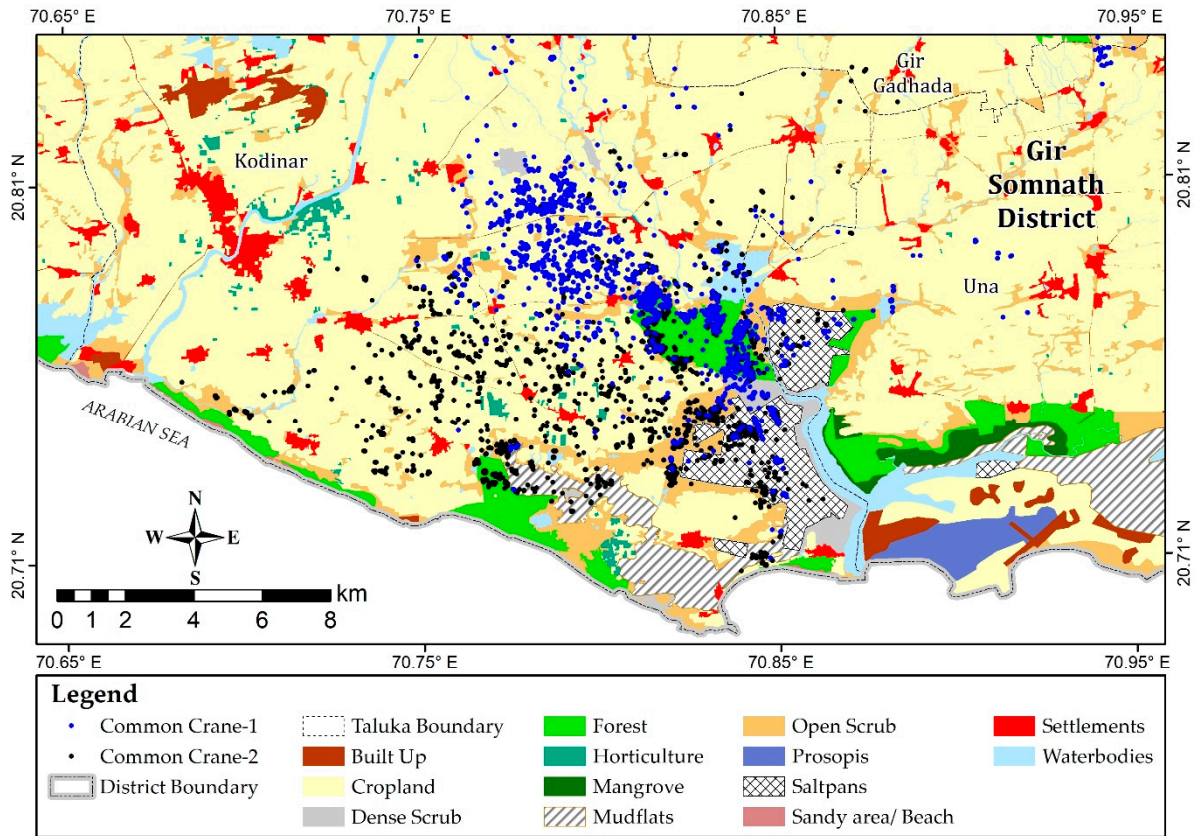 70.65° E 70.75° E 70.85° E 70.95° E
Gir
Gadhada
Kodinar
Gir
Somnath
District
20.81° N
20.81° N
Una
ARABIAN SEA
N
W E
S
20.71° N
20.71° N
km
0 1 2 4 6 8
70.65° E 70.75° E 70.85° E 70.95° E
Legend
Common Crane-1
Common Crane-2
District Boundary
Taluka Boundary
Built Up
Cropland
Dense Scrub
Forest
Horticulture
Mangrove
Mudflats
Open Scrub
Prosopis
Saltpans
Sandy area/ Beach
Settlements
Waterbodies